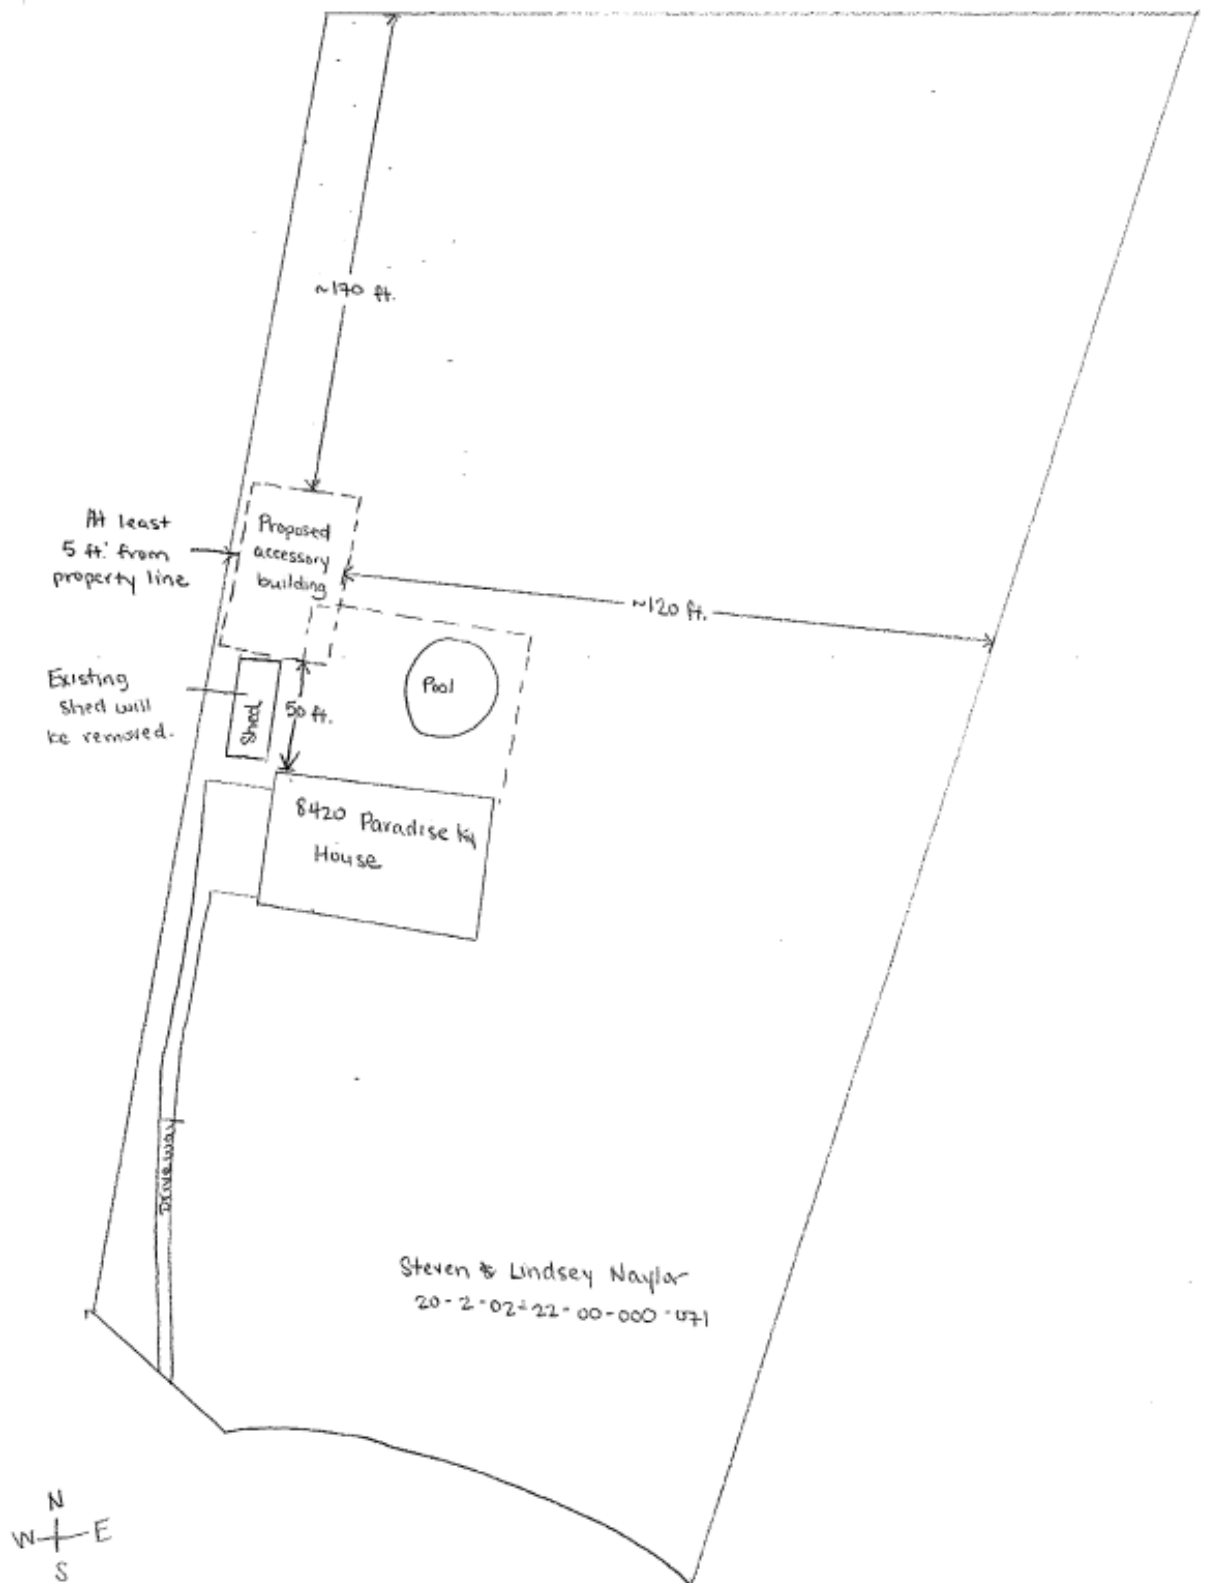 ~170 ft.
At least
5 ft. from
property line
Proposed
accessory
building
~120 ft.
Existing
shed will
be removed.
Shed
50 ft.
Pool
8420 Paradise
House
Driveway
Steven & Lindsey Naylor
20-2-02-22-00-000-071
N
W E
S